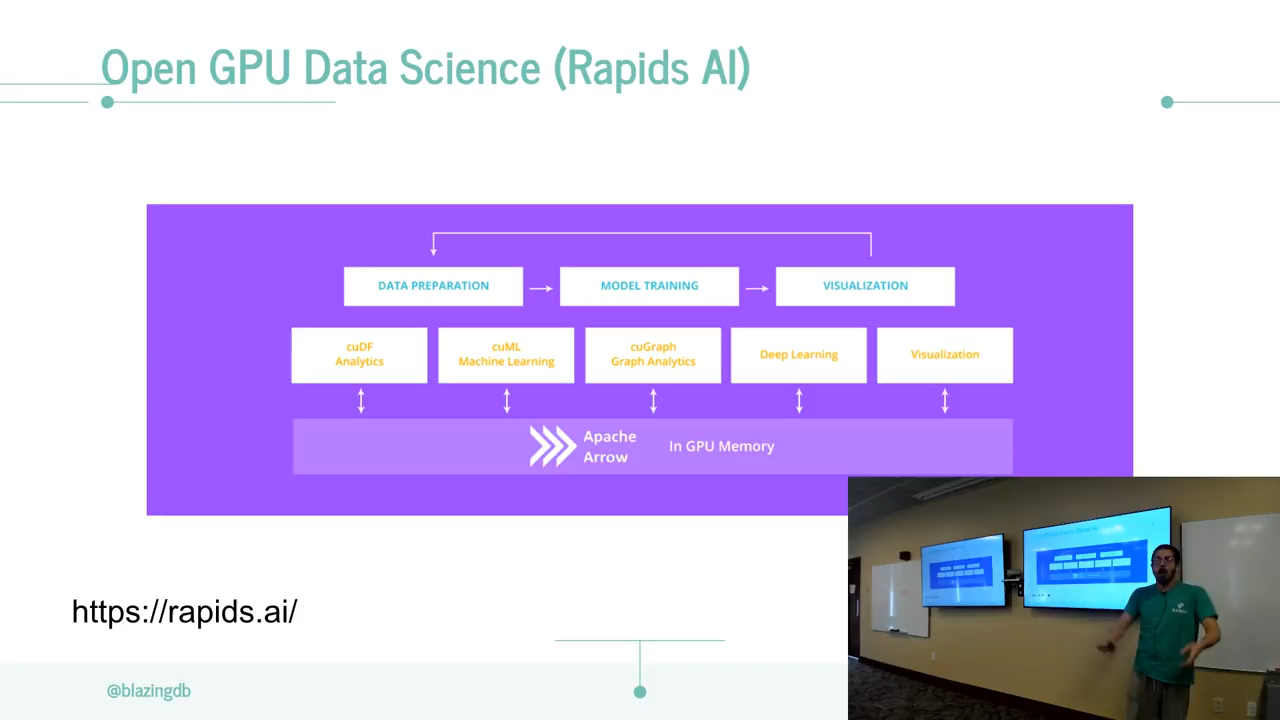 Open GPU Data Science (Rapids AI)
DATA PREPARATION
MODEL TRAINING
VISUALIZATION
cuDF
Analytics
cuML
Machine Learning
cuGraph
Graph Analytics
Deep Learning
Visualization
Apache
Arrow
In GPU Memory
https://rapids.ai/
@blazingdb